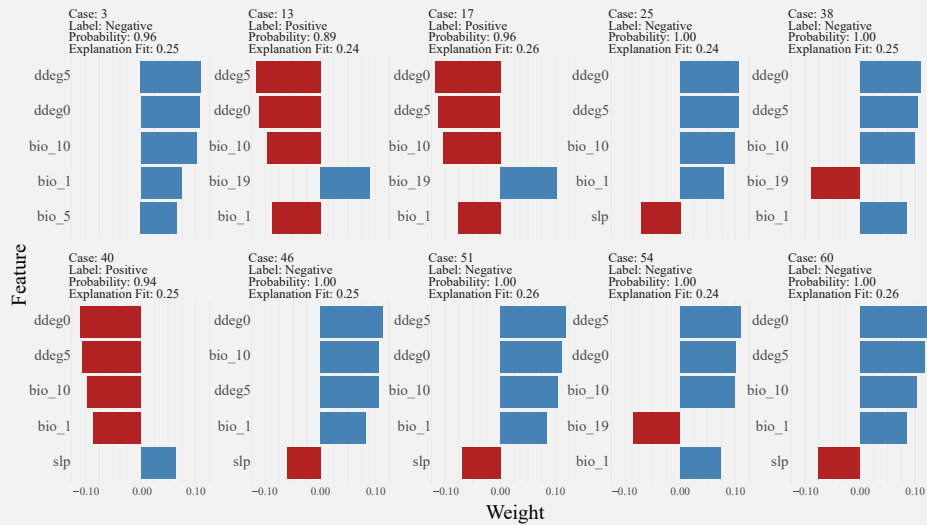 Case: 3
Label: Negative
Probability: 0.96
Explanation Fit: 0.25
ddeg5
ddeg0
bio_10
bio_1
bio_5
Case: 13
Label: Positive
Probability: 0.89
Explanation Fit: 0.24
ddeg5
ddeg0
bio_10
bio_19
bio_1
Case: 17
Label: Positive
Probability: 0.96
Explanation Fit: 0.26
ddeg0
ddeg5
bio_10
bio_19
bio_1
Case: 25
Label: Negative
Probability: 1.00
Explanation Fit: 0.24
ddeg0
ddeg5
bio_10
bio_1
slp
Case: 38
Label: Negative
Probability: 1.00
Explanation Fit: 0.25
ddeg0
ddeg5
bio_10
bio_19
bio_1
Feature
Case: 40
Label: Positive
Probability: 0.94
Explanation Fit: 0.25
ddeg0
ddeg5
bio_10
bio_1
slp
−0.10 0.00 0.10
Case: 46
Label: Negative
Probability: 1.00
Explanation Fit: 0.25
ddeg0
bio_10
ddeg5
bio_1
slp
−0.10 0.00 0.10
Case: 51
Label: Negative
Probability: 1.00
Explanation Fit: 0.26
ddeg5
ddeg0
bio_10
bio_1
slp
−0.10 0.00 0.10
Case: 54
Label: Negative
Probability: 1.00
Explanation Fit: 0.24
ddeg5
ddeg0
bio_10
bio_19
bio_1
−0.10 0.00 0.10
Case: 60
Label: Negative
Probability: 1.00
Explanation Fit: 0.26
ddeg0
ddeg5
bio_10
bio_1
slp
−0.10 0.00 0.10
Weight